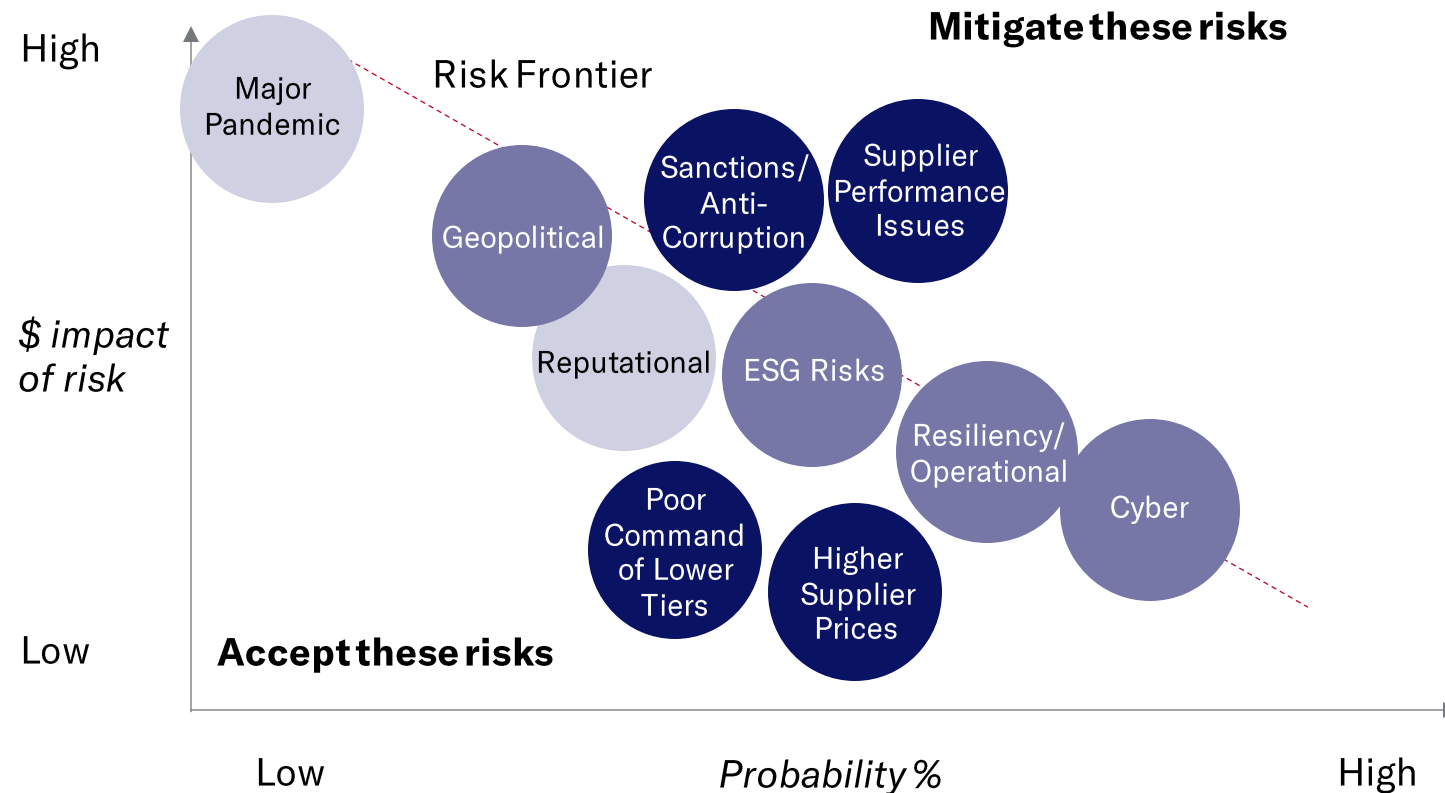 Mitigate these risks
High
Risk Frontier
Major
Pandemic
Sanctions/
Anti-
Corruption
Supplier
Performance
Issues
Geopolitical
$ impact
of risk
Reputational
ESG Risks
Resiliency/
Operational
Cyber
Poor
Command
of Lower
Tiers
Higher
Supplier
Prices
Low
Accept these risks
Low
Probability %
High